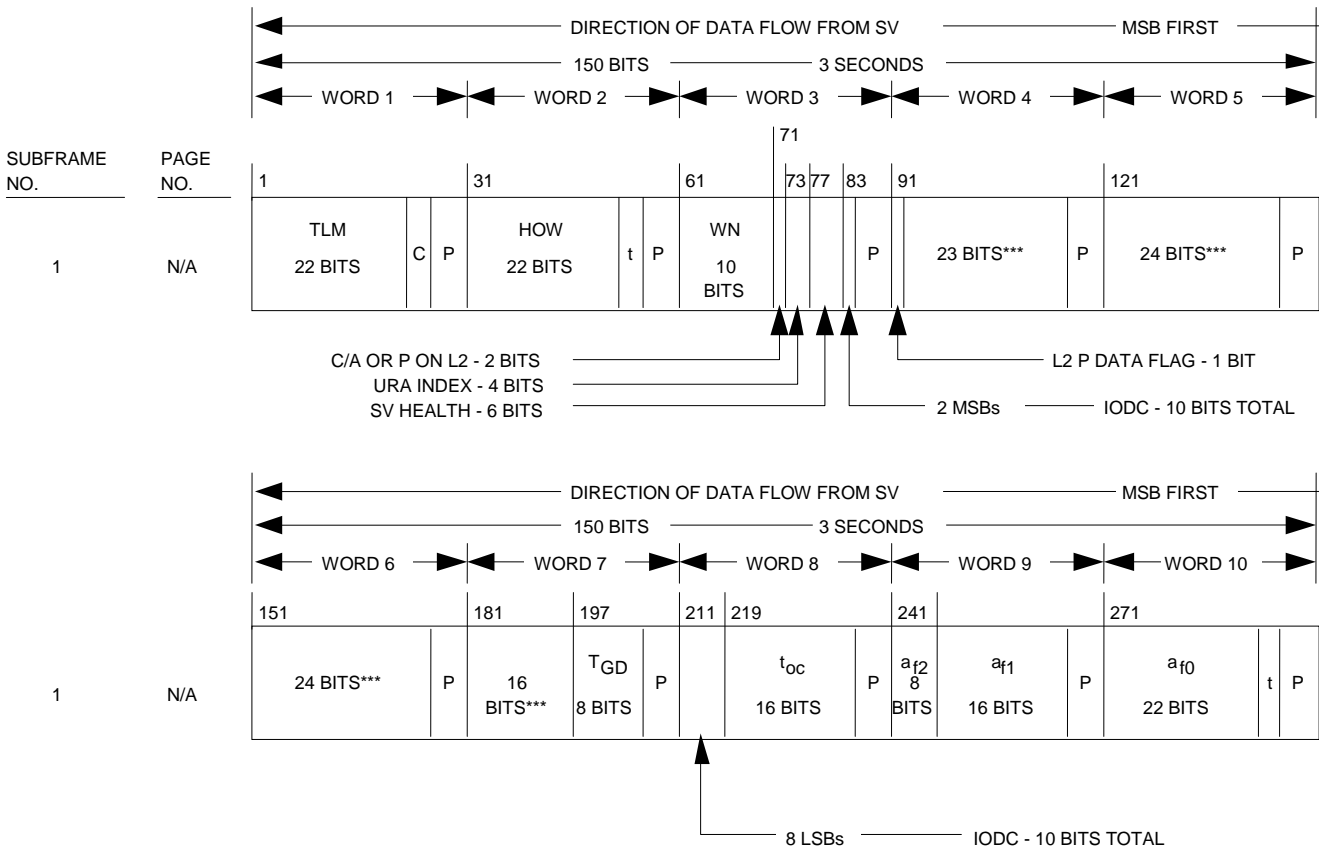 DIRECTION OF DATA FLOW FROM SV MSB FIRST
150 BITS 3 SECONDS
WORD 1 WORD 2 WORD 3 WORD 4 WORD 5
SUBFRAME NO. PAGE NO.
1 31 61 71 73 77 83 91 121
1 N/A
TLM 22 BITS C P HOW 22 BITS t P WN 10 BITS P 23 BITS*** P 24 BITS*** P
C/A OR P ON L2 - 2 BITS
URA INDEX - 4 BITS
SV HEALTH - 6 BITS
L2 P DATA FLAG - 1 BIT
2 MSBs IODC - 10 BITS TOTAL
DIRECTION OF DATA FLOW FROM SV MSB FIRST
150 BITS 3 SECONDS
WORD 6 WORD 7 WORD 8 WORD 9 WORD 10
151 181 197 211 219 241 271
1 N/A
24 BITS*** P 16 BITS*** TGD 8 BITS P toc 16 BITS P af2 8 BITS af1 16 BITS P af0 22 BITS t P
8 LSBs IODC - 10 BITS TOTAL